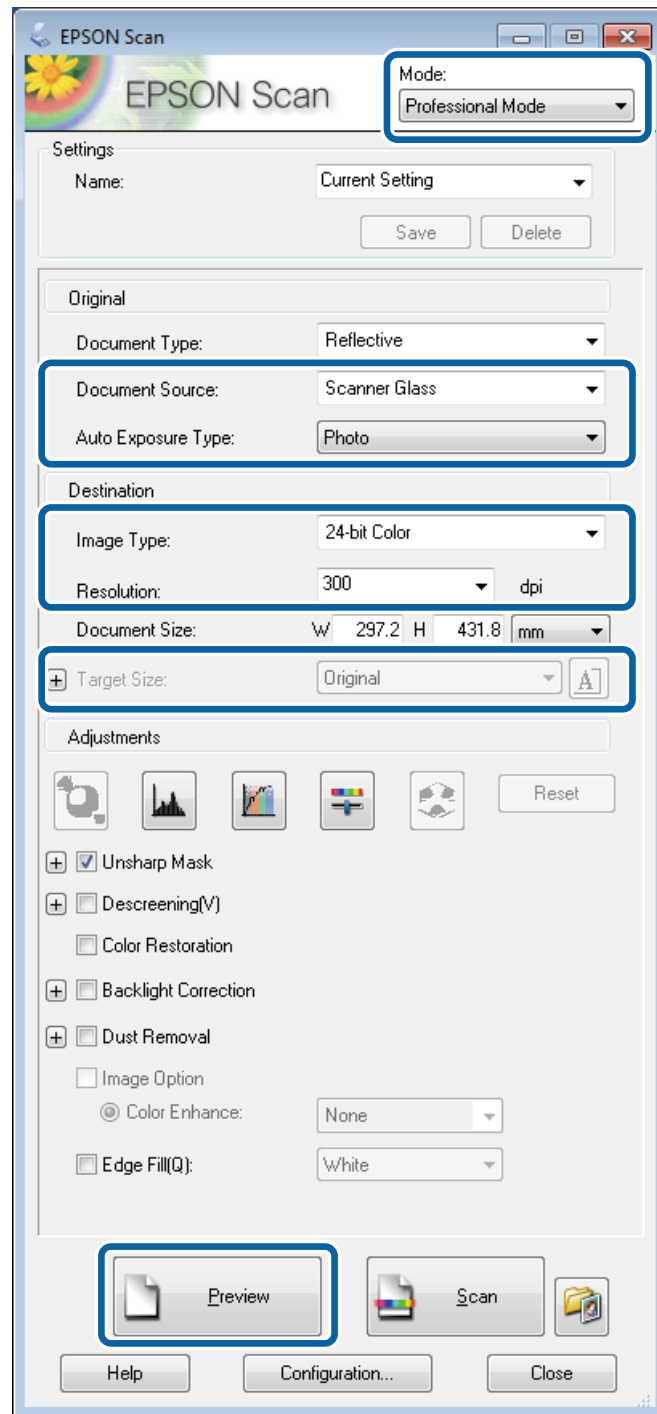 EPSON Scan
EPSON Scan
Mode:
Professional Mode
Settings
Name: Current Setting
Save Delete
Original
Document Type: Reflective
Document Source: Scanner Glass
Auto Exposure Type: Photo
Destination
Image Type: 24-bit Color
Resolution: 300 dpi
Document Size: W 297.2 H 431.8 mm
Target Size: Original A
Adjustments
Reset
Unsharp Mask
Descreening(V)
Color Restoration
Backlight Correction
Dust Removal
Image Option
Color Enhance: None
Edge Fill(Q): White
Preview Scan
Help Configuration... Close